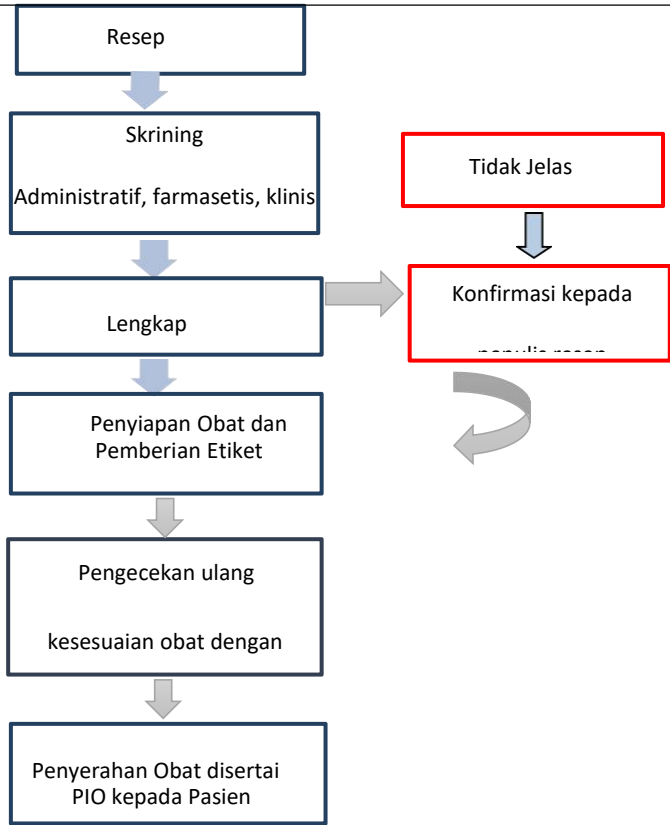 Resep
Skrining
Administratif, farmasetis, klinis
Tidak Jelas
Lengkap
Konfirmasi kepada
Penyiapan Obat dan
Pemberian Etiket
Pengecekan ulang
kesesuaian obat dengan
Penyerahan Obat disertai
PIO kepada Pasien